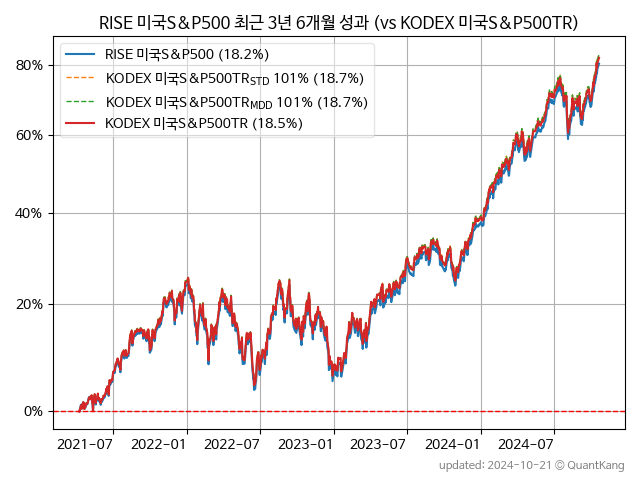 RISE 미국S&P500 최근 3년 6개월 성과 (vs KODEX 미국S&P500TR)
RISE 미국S&P500 (18.2%)
KODEX 미국S&P500TRSTD 101% (18.7%)
KODEX 미국S&P500TRMDD 101% (18.7%)
KODEX 미국S&P500TR (18.5%)
80%
60%
40%
20%
0%
2021-07 2022-01 2022-07 2023-01 2023-07 2024-01 2024-07
updated: 2024-10-21 © QuantKang